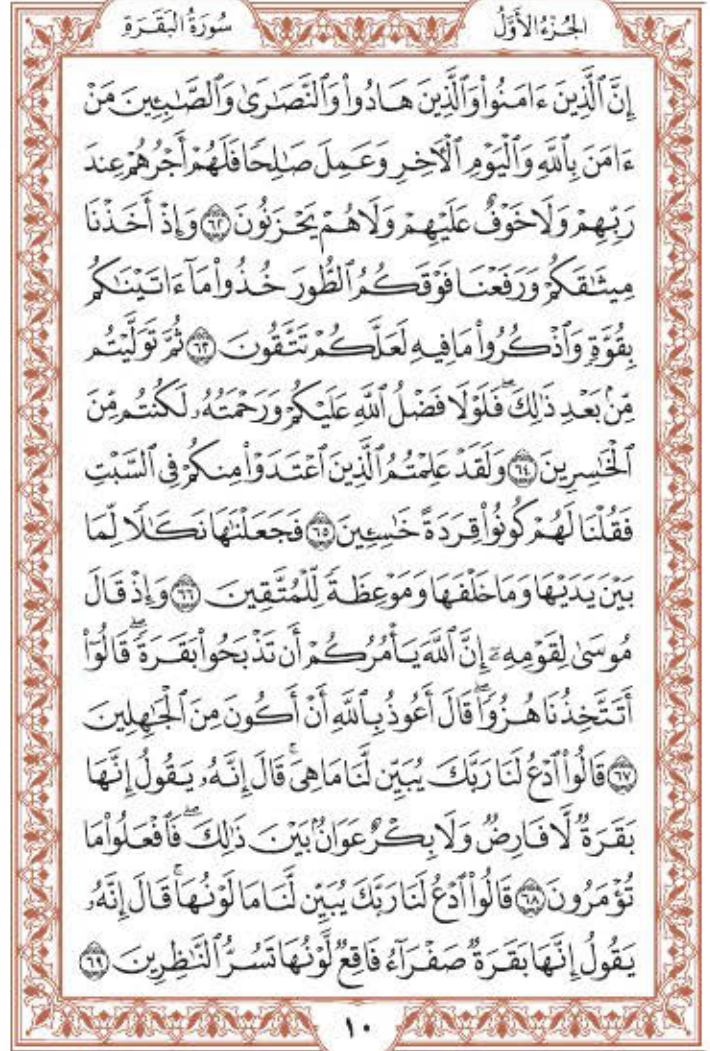 سُورَةُ الْبَقَرَةِ
الجُزْءُ الأَوَّلُ
إِنَّ ٱلَّذِينَ ءَامَنُوا۟ وَٱلَّذِينَ هَادُوا۟ وَٱلنَّصَـٰرَىٰ وَٱلصَّـٰبِـِٔينَ مَنْ
ءَامَنَ بِٱللَّهِ وَٱلْيَوْمِ ٱلْـَٔاخِرِ وَعَمِلَ صَـٰلِحًا فَلَهُمْ أَجْرُهُمْ عِندَ
رَبِّهِمْ وَلَا خَوْفٌ عَلَيْهِمْ وَلَا هُمْ يَحْزَنُونَ ٦٢ وَإِذْ أَخَذْنَا
مِيثَـٰقَكُمْ وَرَفَعْنَا فَوْقَكُمُ ٱلطُّورَ خُذُوا۟ مَآ ءَاتَيْنَـٰكُم
بِقُوَّةٍ وَٱذْكُرُوا۟ مَا فِيهِ لَعَلَّكُمْ تَتَّقُونَ ٦٣ ثُمَّ تَوَلَّيْتُم
مِّنۢ بَعْدِ ذَٰلِكَ ۖ فَلَوْلَا فَضْلُ ٱللَّهِ عَلَيْكُمْ وَرَحْمَتُهُۥ لَكُنتُم مِّنَ
ٱلْخَـٰسِرِينَ ٦٤ وَلَقَدْ عَلِمْتُمُ ٱلَّذِينَ ٱعْتَدَوْا۟ مِنكُمْ فِى ٱلسَّبْتِ
فَقُلْنَا لَهُمْ كُونُوا۟ قِرَدَةً خَـٰسِـِٔينَ ٦٥ فَجَعَلْنَـٰهَا نَكَـٰلًا لِّمَا
بَيْنَ يَدَيْهَا وَمَا خَلْفَهَا وَمَوْعِظَةً لِّلْمُتَّقِينَ ٦٦ وَإِذْ قَالَ
مُوسَىٰ لِقَوْمِهِۦٓ إِنَّ ٱللَّهَ يَأْمُرُكُمْ أَن تَذْبَحُوا۟ بَقَرَةً ۖ قَالُوٓا۟
أَتَتَّخِذُنَا هُزُوًا ۖ قَالَ أَعُوذُ بِٱللَّهِ أَنْ أَكُونَ مِنَ ٱلْجَـٰهِلِينَ
٦٧ قَالُوا۟ ٱدْعُ لَنَا رَبَّكَ يُبَيِّن لَّنَا مَا هِىَ ۚ قَالَ إِنَّهُۥ يَقُولُ إِنَّهَا
بَقَرَةٌ لَّا فَارِضٌ وَلَا بِكْرٌ عَوَانٌۢ بَيْنَ ذَٰلِكَ ۖ فَٱفْعَلُوا۟ مَا
تُؤْمَرُونَ ٦٨ قَالُوا۟ ٱدْعُ لَنَا رَبَّكَ يُبَيِّن لَّنَا مَا لَوْنُهَا ۚ قَالَ إِنَّهُۥ
يَقُولُ إِنَّهَا بَقَرَةٌ صَفْرَآءُ فَاقِعٌ لَّوْنُهَا تَسُرُّ ٱلنَّـٰظِرِينَ ٦٩
١٠